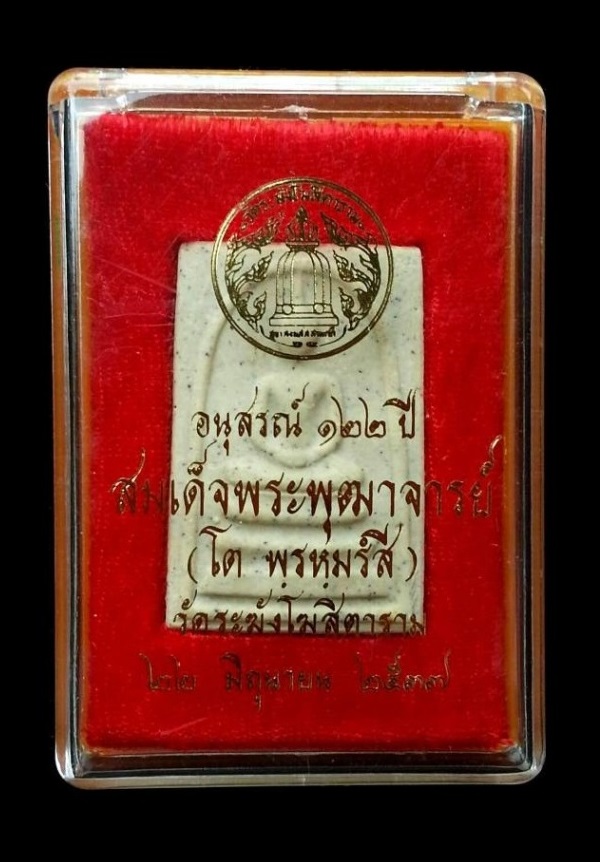 อนุสรณ์ ๑๒๒ ปี
สมเด็จพระพุฒาจารย์
(โต พฺรหฺมรํสี)
วัดระฆังโฆสิตาราม
๒๒ มิถุนายน ๒๕๓๗